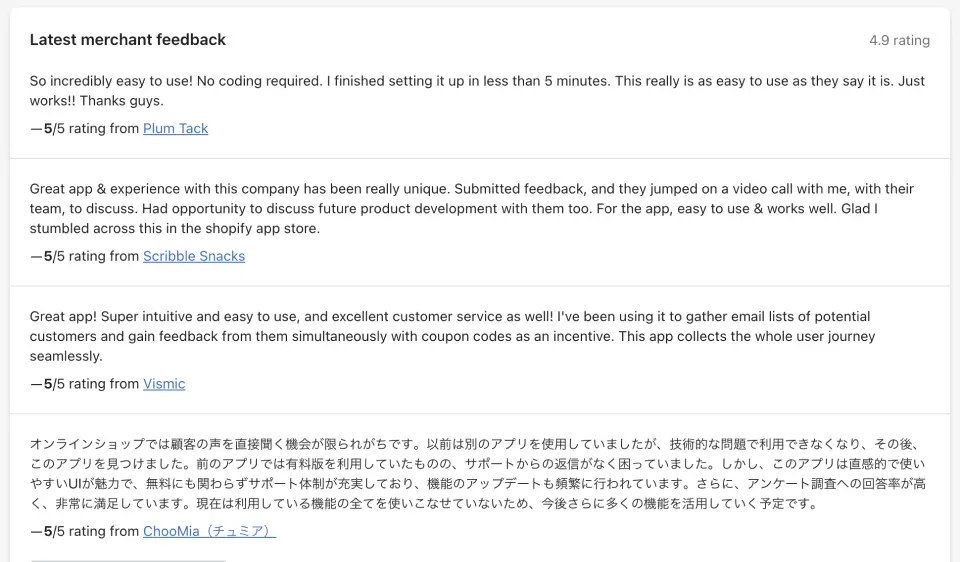 Latest merchant feedback
4.9 rating
So incredibly easy to use! No coding required. I finished setting it up in less than 5 minutes. This really is as easy to use as they say it is. Just
works!! Thanks guys.
—5/5 rating from Plum Tack
Great app & experience with this company has been really unique. Submitted feedback, and they jumped on a video call with me, with their
team, to discuss. Had opportunity to discuss future product development with them too. For the app, easy to use & works well. Glad I
stumbled across this in the shopify app store.
—5/5 rating from Scribble Snacks
Great app! Super intuitive and easy to use, and excellent customer service as well! I've been using it to gather email lists of potential
customers and gain feedback from them simultaneously with coupon codes as an incentive. This app collects the whole user journey
seamlessly.
—5/5 rating from Vismic
オンラインショップでは顧客の声を直接聞く機会が限られがちです。以前は別のアプリを使用していましたが、技術的な問題で利用できなくなり、その後、
このアプリを見つけました。前のアプリでは有料版を利用していたものの、サポートからの返信がなく困っていました。しかし、このアプリは直感的で使い
やすいUIが魅力で、無料にも関わらずサポート体制が充実しており、機能のアップデートも頻繁に行われています。さらに、アンケート調査への回答率が高
く、非常に満足しています。現在は利用している機能の全てを使いこなせていないため、今後さらに多くの機能を活用していく予定です。
—5/5 rating from ChooMia（チュミア）